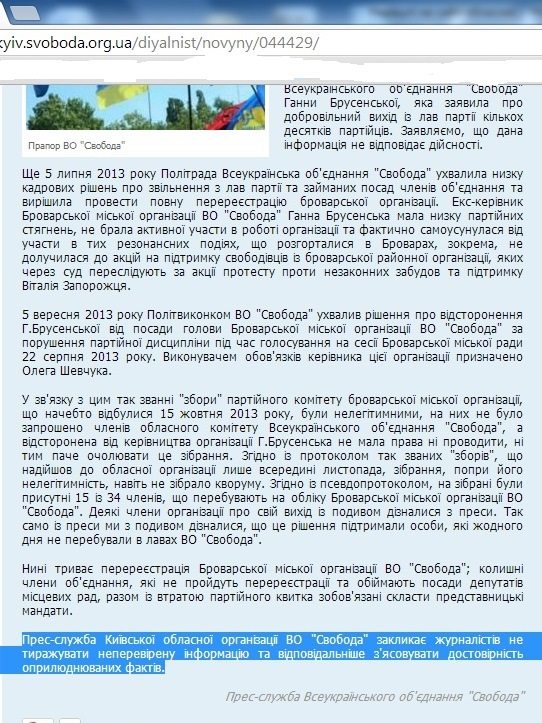 kyiv.svoboda.org.ua/diyalnist/novyny/044429/
Всеукраїнського об'єднання "Свобода"
Ганни Брусенської, яка заявила про
добровільний вихід із лав партії кількох
десятків партійців. Заявляємо, що дана
інформація не відповідає дійсності.
Прапор ВО "Свобода"
Ще 5 липня 2013 року Політрада Всеукраїнська об'єднання "Свобода" ухвалила низку
кадрових рішень про звільнення з лав партії та займаних посад членів об'єднання та
вирішила провести повну перереєстрацію броварської організації. Екс-керівник
Броварської міської організації ВО "Свобода" Ганна Брусенська мала низку партійних
стягнень, не брала активної участи в роботі організації та фактично самоусунулася від
участи в тих резонансних подіях, що розгорталися в Броварах, зокрема, не
долучилася до акцій на підтримку свободівців із броварської районної організації, яких
через суд переслідують за акції протесту проти незаконних забудов та підтримку
Віталія Запорожця.
5 вересня 2013 року Політвиконком ВО "Свобода" ухвалив рішення про відсторонення
Г.Брусенської від посади голови Броварської міської організації ВО "Свобода" за
порушення партійної дисципліни під час голосування на сесії Броварської міської ради
22 серпня 2013 року. Виконувачем обов'язків керівника цієї організації призначено
Олега Шевчука.
У зв'язку з цим так званні "збори" партійного комітету броварської міської організації,
що начебто відбулися 15 жовтня 2013 року, були нелегітимними, на них не було
запрошено членів обласного комітету Всеукраїнського об'єднання "Свобода", а
відсторонена від керівництва організації Г.Брусенська не мала права ні проводити, ні
тим паче очолювати це зібрання. Згідно із протоколом так званих "зборів", що
надійшов до обласної організації лише всередині листопада, зібрання, попри його
нелегітимність, навіть не зібрало кворуму. Згідно із псевдопротоколом, на зібрані були
присутні 15 із 34 членів, що перебувають на обліку Броварської міської організації ВО
"Свобода". Деякі члени організації про свій вихід із подивом дізналися з преси. Так
само із преси ми з подивом дізналися, що це рішення підтримали особи, які жодного
дня не перебували в лавах ВО "Свобода".
Нині триває перереєстрація Броварської міської організації ВО "Свобода"; колишні
члени об'єднання, які не пройдуть перереєстрації та обіймають посади депутатів
місцевих рад, разом із втратою партійного квитка зобов'язані скласти представницькі
мандати.
Прес-служба Київської обласної організації ВО "Свобода" закликає журналістів не
тиражувати неперевірену інформацію та відповідальніше з'ясовувати достовірність
оприлюднюваних фактів.
Прес-служба Всеукраїнського об'єднання "Свобода"